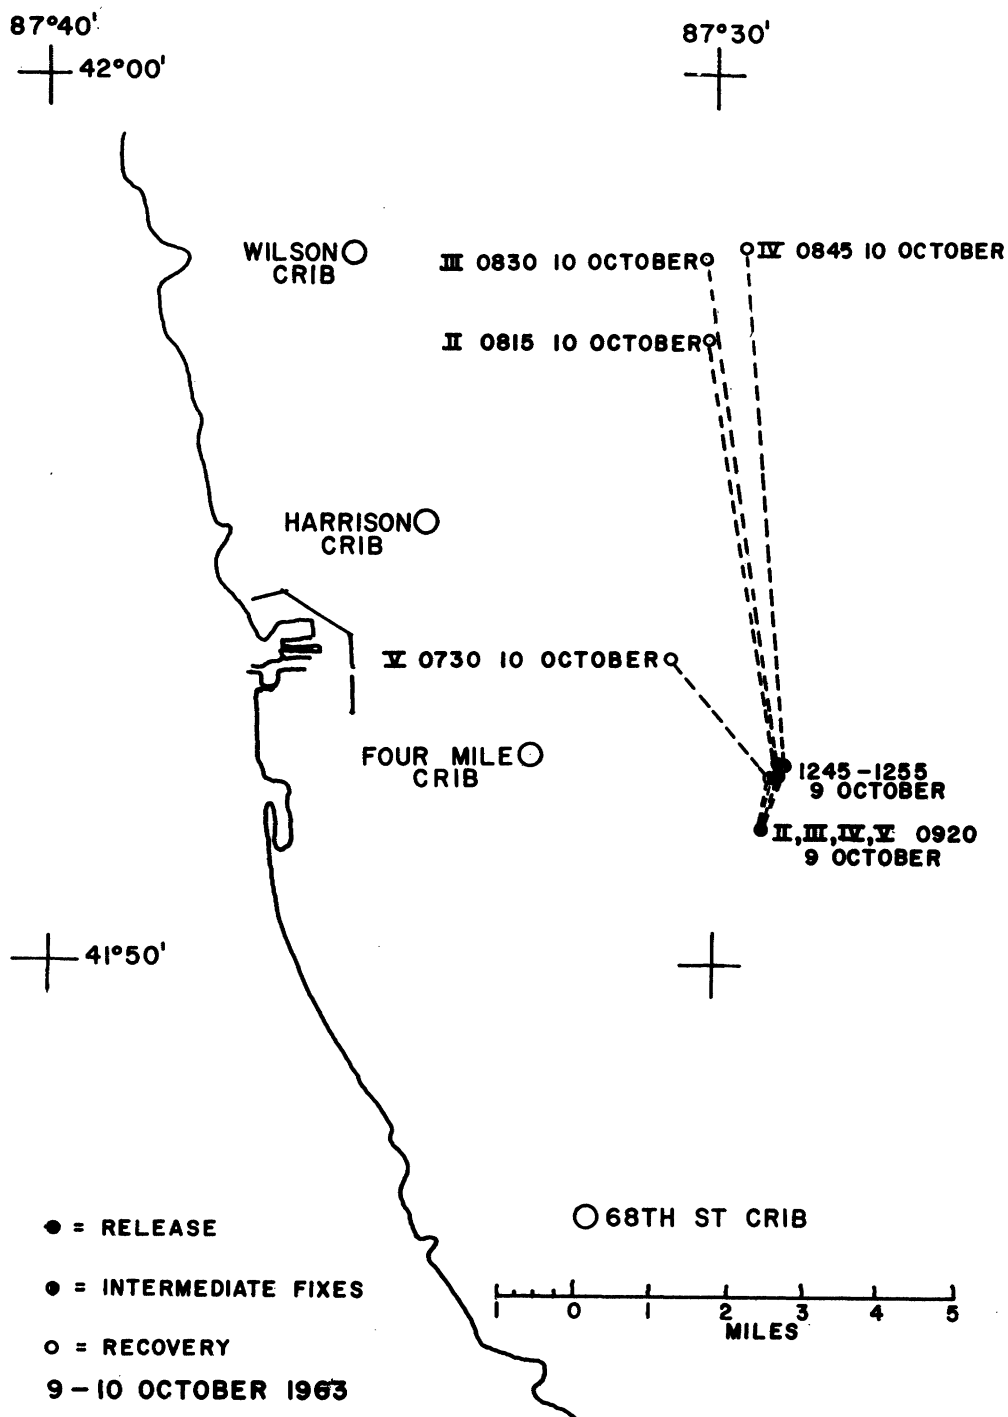 87°40'
87°30'
42°00'
WILSON
CRIB
III 0830 10 OCTOBER
IV 0845 10 OCTOBER
II 0815 10 OCTOBER
HARRISON
CRIB
V 0730 10 OCTOBER
FOUR MILE
CRIB
1245-1255
9 OCTOBER
II,III,IV,V 0920
9 OCTOBER
41°50'
68TH ST CRIB
= RELEASE
= INTERMEDIATE FIXES
= RECOVERY
1 0 1 2 3 4 5
MILES
9-10 OCTOBER 1963